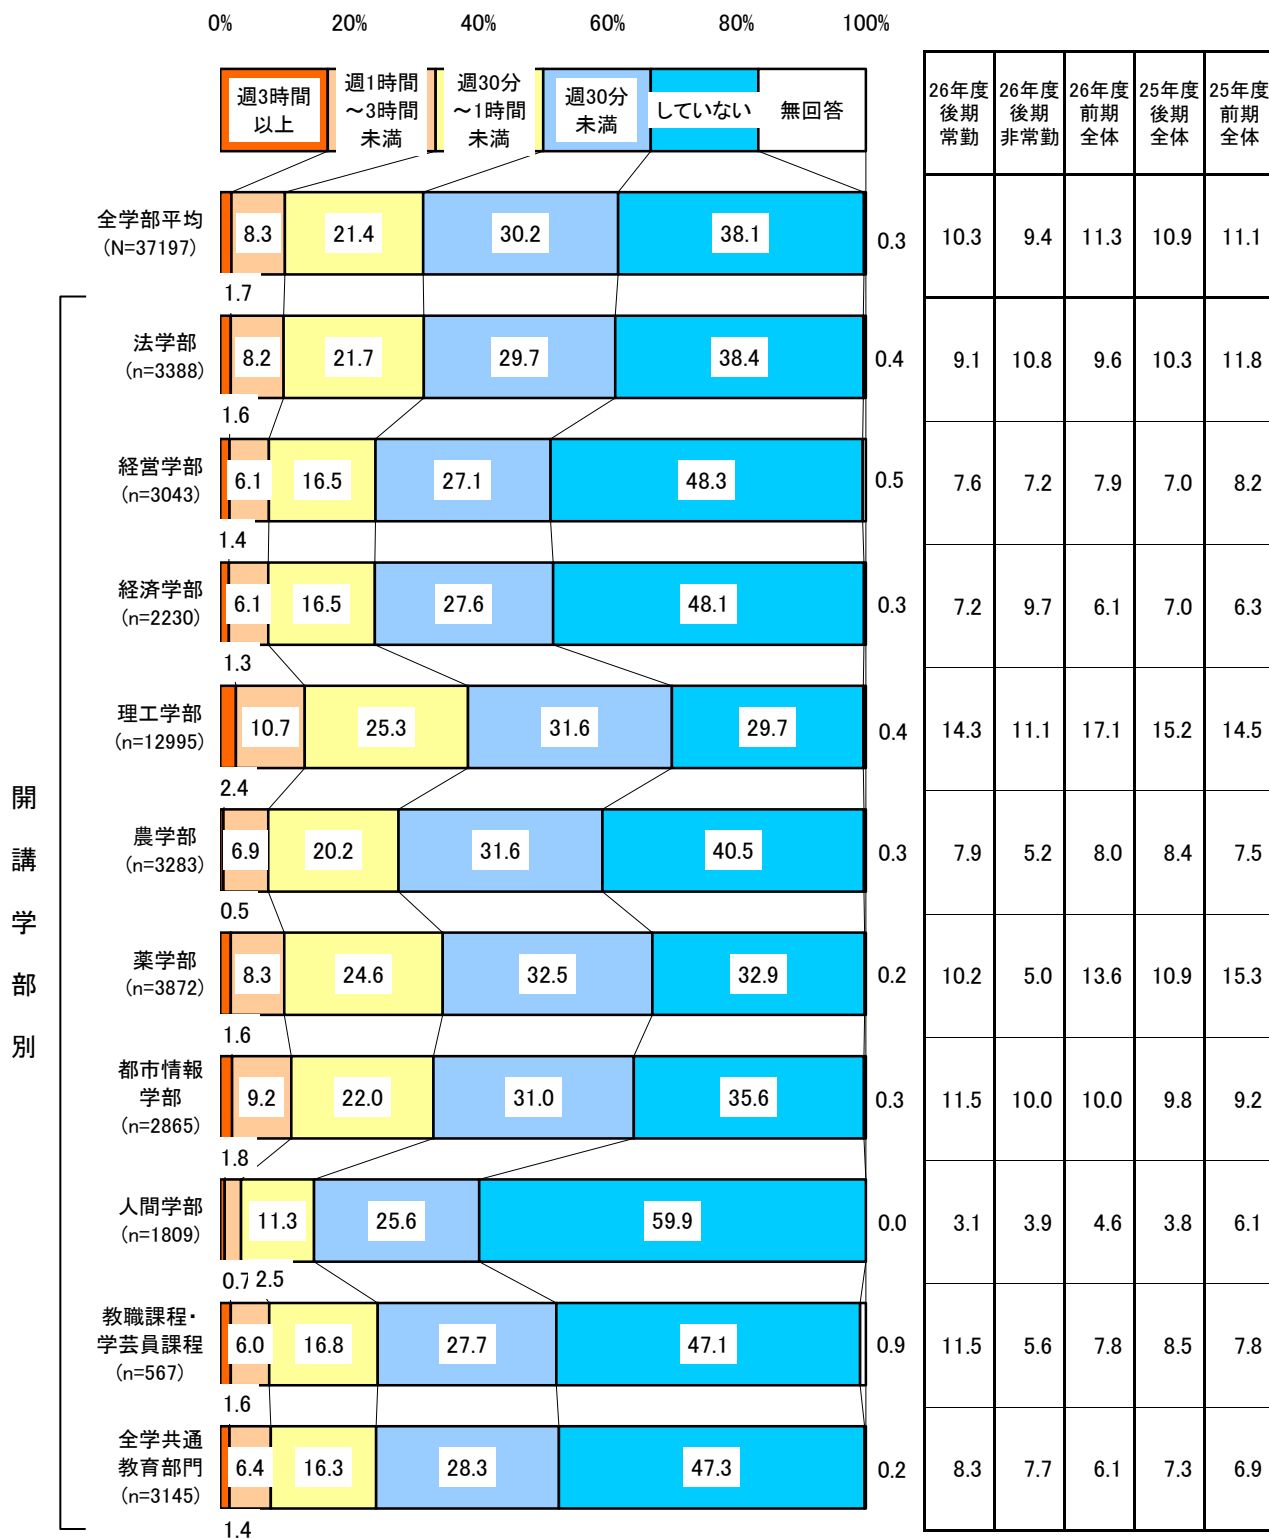 0% 20% 40% 60% 80% 100%
週3時間
以上
週1時間
～3時間
未満
週30分
～1時間
未満
週30分
未満
していない
無回答
26年度
後期
常勤
26年度
後期
非常勤
26年度
前期
全体
25年度
後期
全体
25年度
前期
全体
全学部平均
(N=37197)
8.3 21.4 30.2 38.1 0.3 10.3 9.4 11.3 10.9 11.1
1.7
法学部
(n=3388)
8.2 21.7 29.7 38.4 0.4 9.1 10.8 9.6 10.3 11.8
1.6
経営学部
(n=3043)
6.1 16.5 27.1 48.3 0.5 7.6 7.2 7.9 7.0 8.2
1.4
経済学部
(n=2230)
6.1 16.5 27.6 48.1 0.3 7.2 9.7 6.1 7.0 6.3
1.3
理工学部
(n=12995)
10.7 25.3 31.6 29.7 0.4 14.3 11.1 17.1 15.2 14.5
2.4
農学部
(n=3283)
6.9 20.2 31.6 40.5 0.3 7.9 5.2 8.0 8.4 7.5
0.5
薬学部
(n=3872)
8.3 24.6 32.5 32.9 0.2 10.2 5.0 13.6 10.9 15.3
1.6
都市情報
学部
(n=2865)
9.2 22.0 31.0 35.6 0.3 11.5 10.0 10.0 9.8 9.2
1.8
人間学部
(n=1809)
11.3 25.6 59.9 0.0 3.1 3.9 4.6 3.8 6.1
0.7 2.5
教職課程・
学芸員課程
(n=567)
6.0 16.8 27.7 47.1 0.9 11.5 5.6 7.8 8.5 7.8
1.6
全学共通
教育部門
(n=3145)
6.4 16.3 28.3 47.3 0.2 8.3 7.7 6.1 7.3 6.9
1.4
開
講
学
部
別